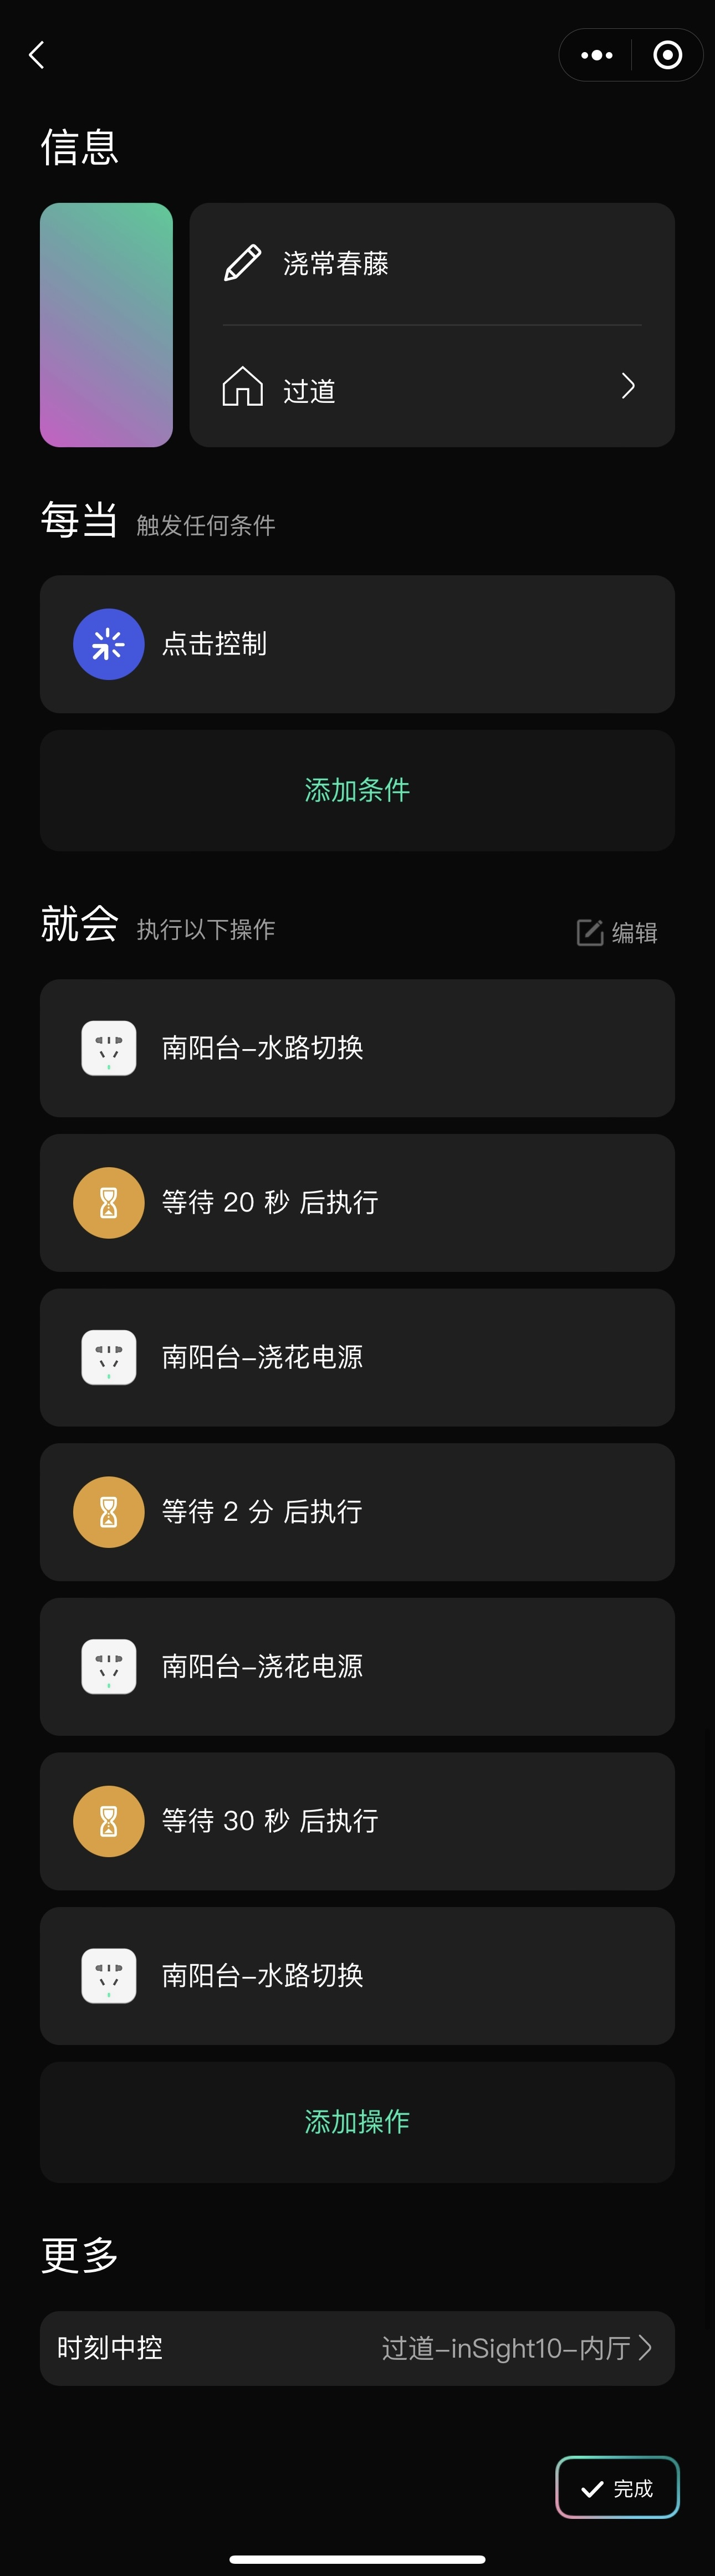 信息
浇常春藤
过道
每当 触发任何条件
点击控制
添加条件
就会 执行以下操作 编辑
南阳台-水路切换
等待 20 秒 后执行
南阳台-浇花电源
等待 2 分 后执行
南阳台-浇花电源
等待 30 秒 后执行
南阳台-水路切换
添加操作
更多
时刻中控 过道-inSight10-内厅
完成